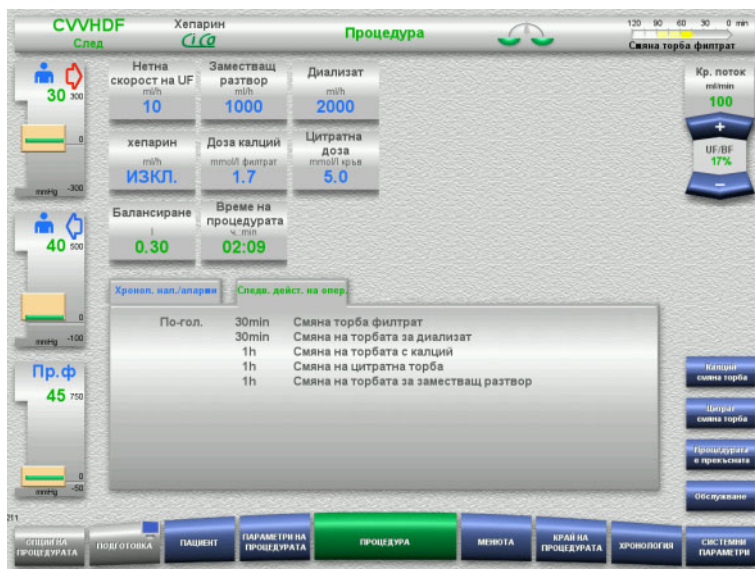 CVVHDF
След
Хепарин
Ci Ca
Процедура
120 90 60 30 0 min
Смяна торба филтрат
30
300
0
mmHg -300
40
500
0
mmHg -100
Пр.ф
45
750
0
mmHg -50
Нетна
скорост на UF
ml/h
10
Заместващ
разтвор
ml/h
1000
Диализат
ml/h
2000
хепарин
ml/h
ИЗКЛ.
Доза калций
mmol/l филтрат
1.7
Цитратна
доза
mmol/l кръв
5.0
Балансиране
l
0.30
Време на
процедурата
ч. min
02:09
Кр. поток
ml/min
100
+
UF/BF
17%
–
Хронол. нал./аларми
Следв. дейст. на опер.
По-гол. 30min Смяна торба филтрат
30min Смяна на торбата за диализат
1h Смяна на торбата с калций
1h Смяна на цитратна торба
1h Смяна на торбата за заместващ разтвор
Калций
смяна торба
Цитрат
смяна торба
Процедурата
е прекъсната
Обслужване
211
ОПЦИИ НА
ПРОЦЕДУРАТА
ПОДГОТОВКА
ПАЦИЕНТ
ПАРАМЕТРИ НА
ПРОЦЕДУРАТА
ПРОЦЕДУРА
МЕНЮТА
КРАЙ НА
ПРОЦЕДУРАТА
ХРОНОЛОГИЯ
СИСТЕМНИ
ПАРАМЕТРИ